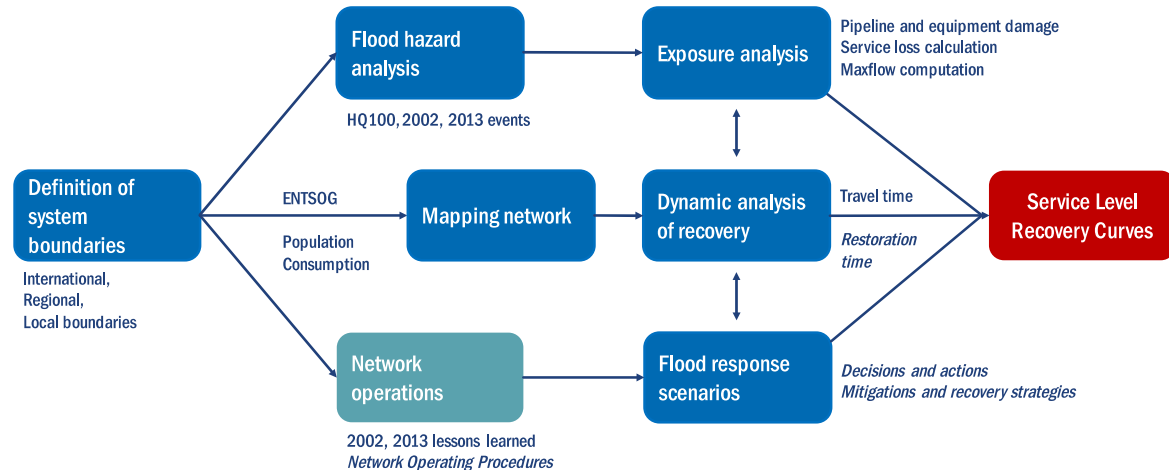 Flood hazard
analysis
HQ100, 2002, 2013 events
Exposure analysis
Pipeline and equipment damage
Service loss calculation
Maxflow computation
Definition of
system
boundaries
International,
Regional,
Local boundaries
ENTSOG
Population
Consumption
Mapping network
Dynamic analysis
of recovery
Travel time
Restoration
time
Service Level
Recovery Curves
Network
operations
2002, 2013 lessons learned
Network Operating Procedures
Flood response
scenarios
Decisions and actions
Mitigations and recovery strategies